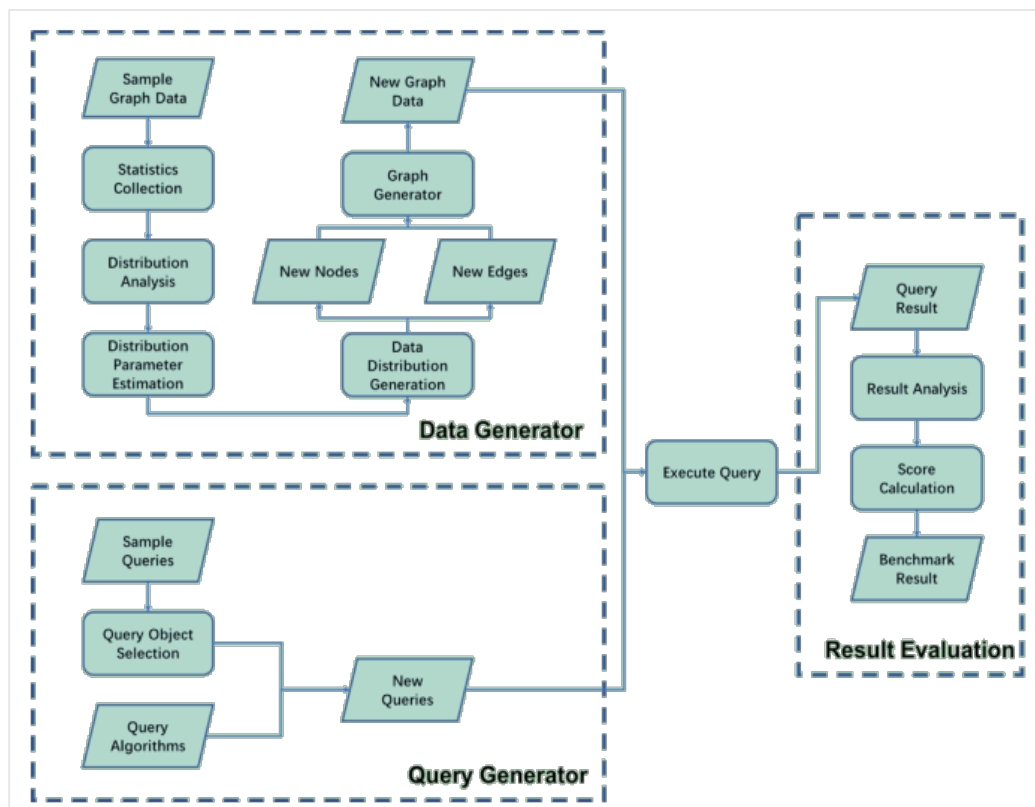 Sample
Graph Data
Statistics
Collection
Distribution
Analysis
Distribution
Parameter
Estimation
New Graph
Data
Graph
Generator
New Nodes
New Edges
Data
Distribution
Generation
Data Generator
Sample
Queries
Query Object
Selection
Query
Algorithms
New
Queries
Query Generator
Execute Query
Query
Result
Result Analysis
Score
Calculation
Benchmark
Result
Result Evaluation